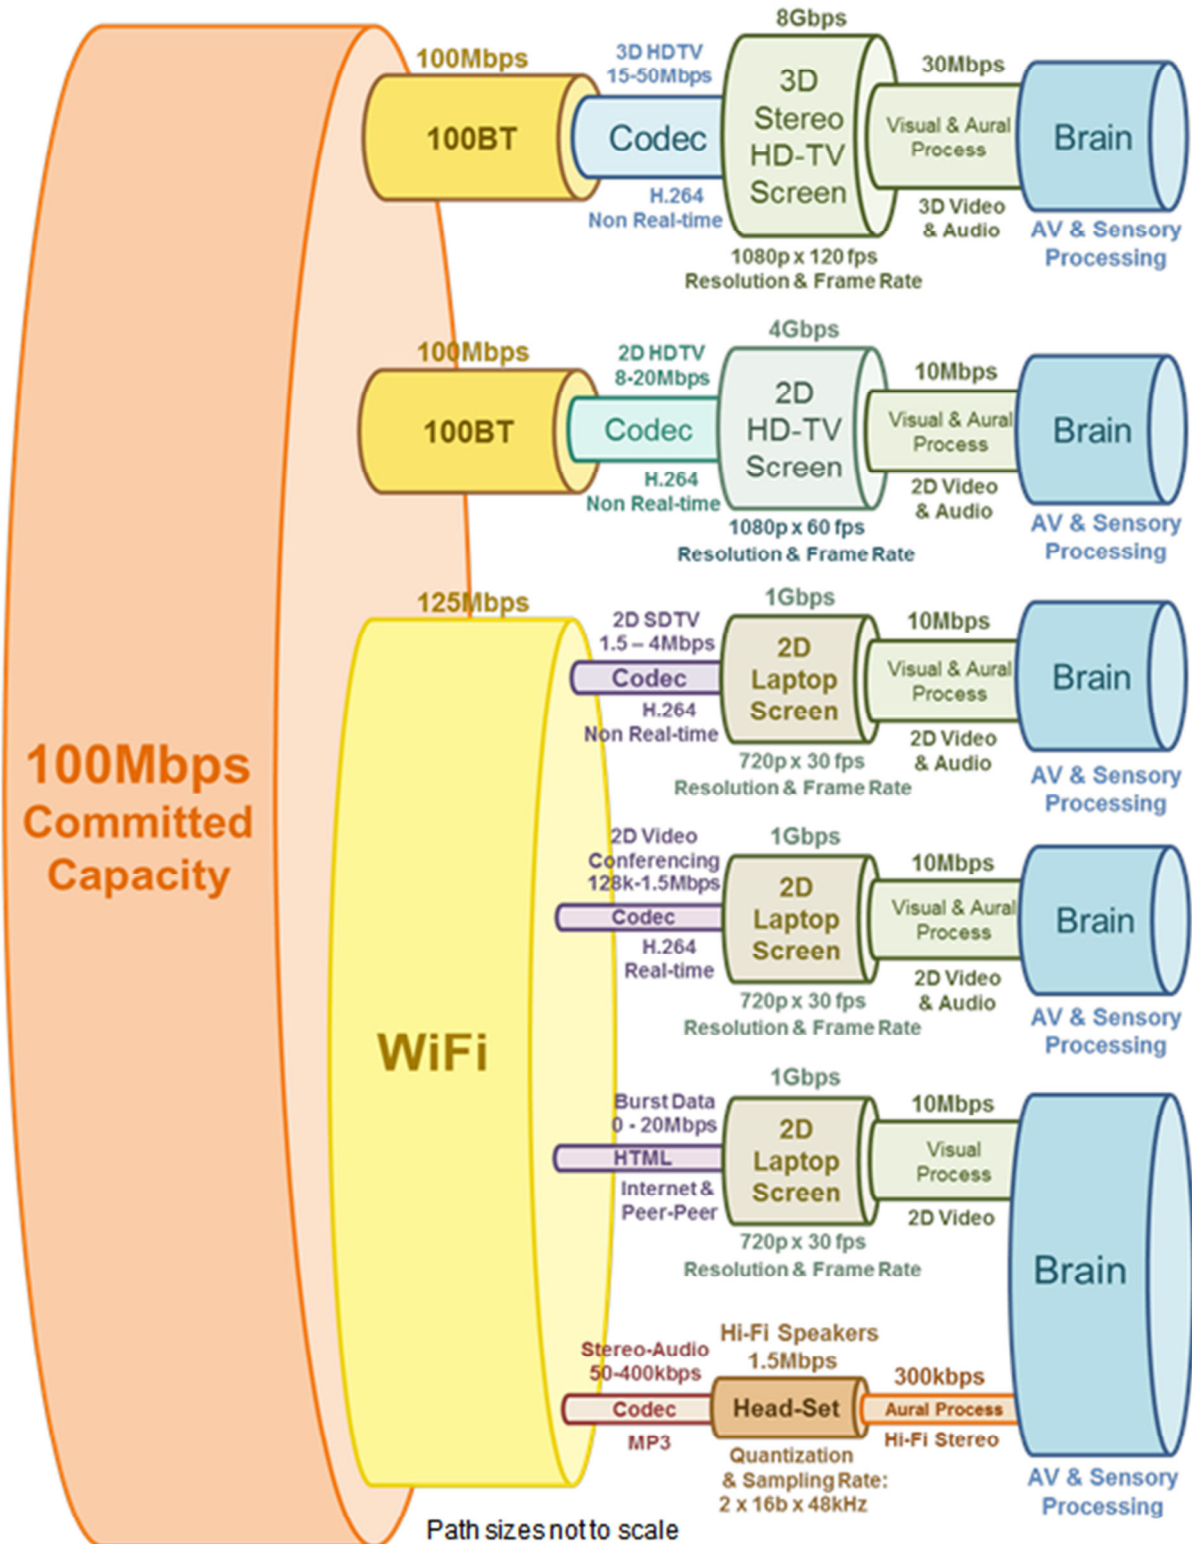 8Gbps
100Mbps
3D HDTV
15-50Mbps
30Mbps
100BT
Codec
3D
Stereo
HD-TV
Screen
Visual & Aural
Process
Brain
H.264
Non Real-time
3D Video
& Audio
AV & Sensory
Processing
1080p x 120 fps
Resolution & Frame Rate
4Gbps
100Mbps
2D HDTV
8-20Mbps
10Mbps
100BT
Codec
2D
HD-TV
Screen
Visual & Aural
Process
Brain
H.264
Non Real-time
2D Video
& Audio
AV & Sensory
Processing
1080p x 60 fps
Resolution & Frame Rate
125Mbps
2D SDTV
1.5 – 4Mbps
1Gbps
10Mbps
Codec
2D
Laptop
Screen
Visual & Aural
Process
Brain
H.264
Non Real-time
2D Video
& Audio
AV & Sensory
Processing
720p x 30 fps
Resolution & Frame Rate
100Mbps
Committed
Capacity
2D Video
Conferencing
128k-1.5Mbps
1Gbps
10Mbps
Codec
2D
Laptop
Screen
Visual & Aural
Process
Brain
H.264
Real-time
2D Video
& Audio
AV & Sensory
Processing
720p x 30 fps
Resolution & Frame Rate
WiFi
1Gbps
Burst Data
0 - 20Mbps
10Mbps
HTML
2D
Laptop
Screen
Visual
Process
Internet &
Peer-Peer
2D Video
720p x 30 fps
Resolution & Frame Rate
Brain
Stereo-Audio
50-400kbps
Hi-Fi Speakers
1.5Mbps
300kbps
Codec
Head-Set
Aural Process
MP3
Hi-Fi Stereo
Quantization
& Sampling Rate:
2 x 16b x 48kHz
AV & Sensory
Processing
Path sizes not to scale